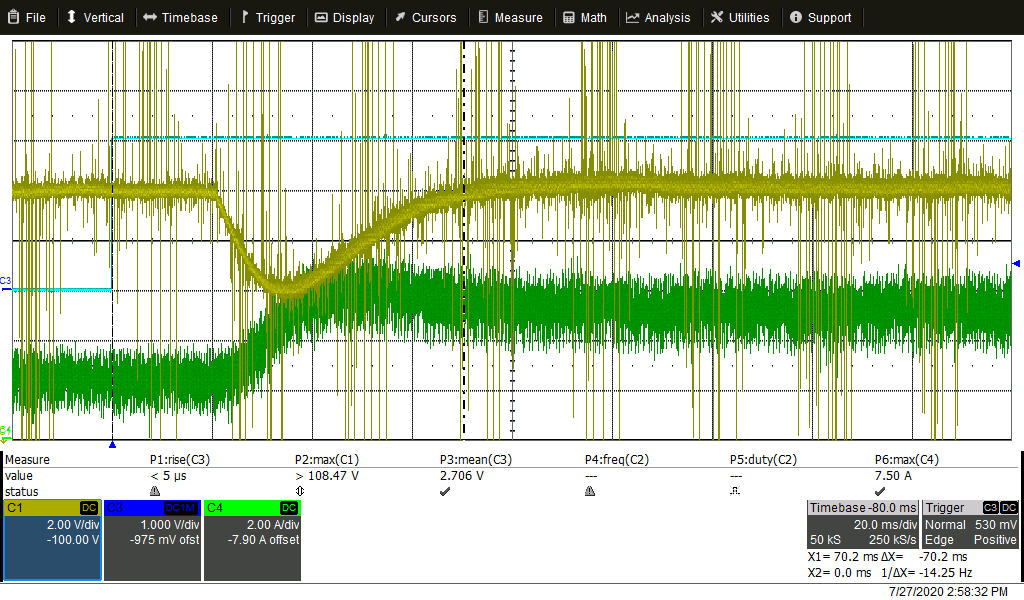 File Vertical Timebase Trigger Display Cursors Measure Math Analysis Utilities Support
C3
C4
Measure P1:rise(C3) P2:max(C1) P3:mean(C3) P4:freq(C2) P5:duty(C2) P6:max(C4)
value < 5 µs > 108.47 V 2.706 V --- --- 7.50 A
status
C1 DC C3 DC1M C4 DC Timebase -80.0 ms Trigger C3 DC
2.00 V/div 1.000 V/div 2.00 A/div 20.0 ms/div Normal 530 mV
-100.00 V -975 mV ofst -7.90 A offset 50 kS 250 kS/s Edge Positive
X1= 70.2 ms ΔX= -70.2 ms
X2= 0.0 ms 1/ΔX= -14.25 Hz
7/27/2020 2:58:32 PM